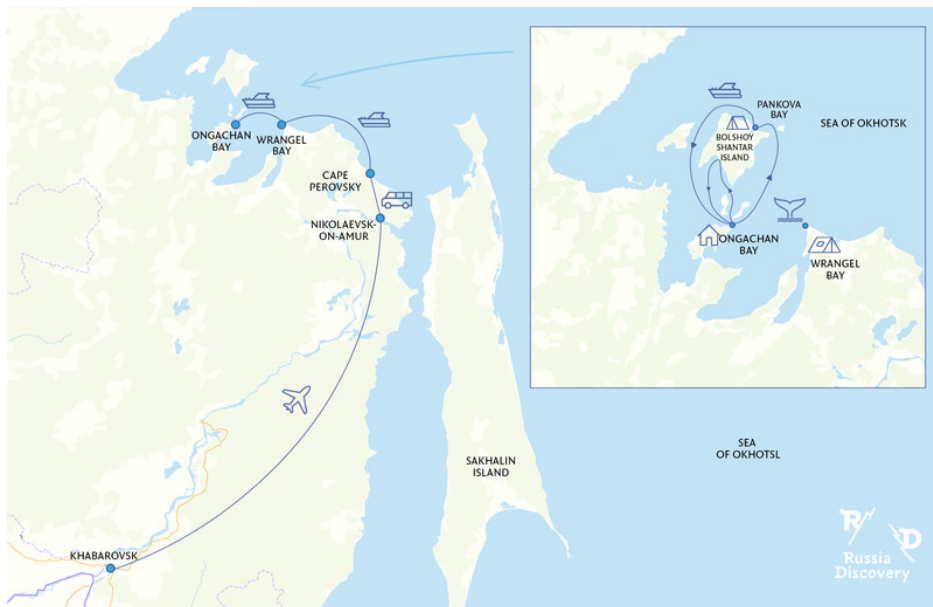 ONGACHAN
BAY
WRANGEL
BAY
CAPE
PEROVSKY
NIKOLAEVSK-
ON-AMUR
KHABAROVSK
SAKHALIN
ISLAND
PANKOVA
BAY
SEA OF OKHOTSK
BOLSHOY
SHANTAR
ISLAND
ONGACHAN
BAY
WRANGEL
BAY
SEA
OF OKHOTSL
R D
Russia
Discovery